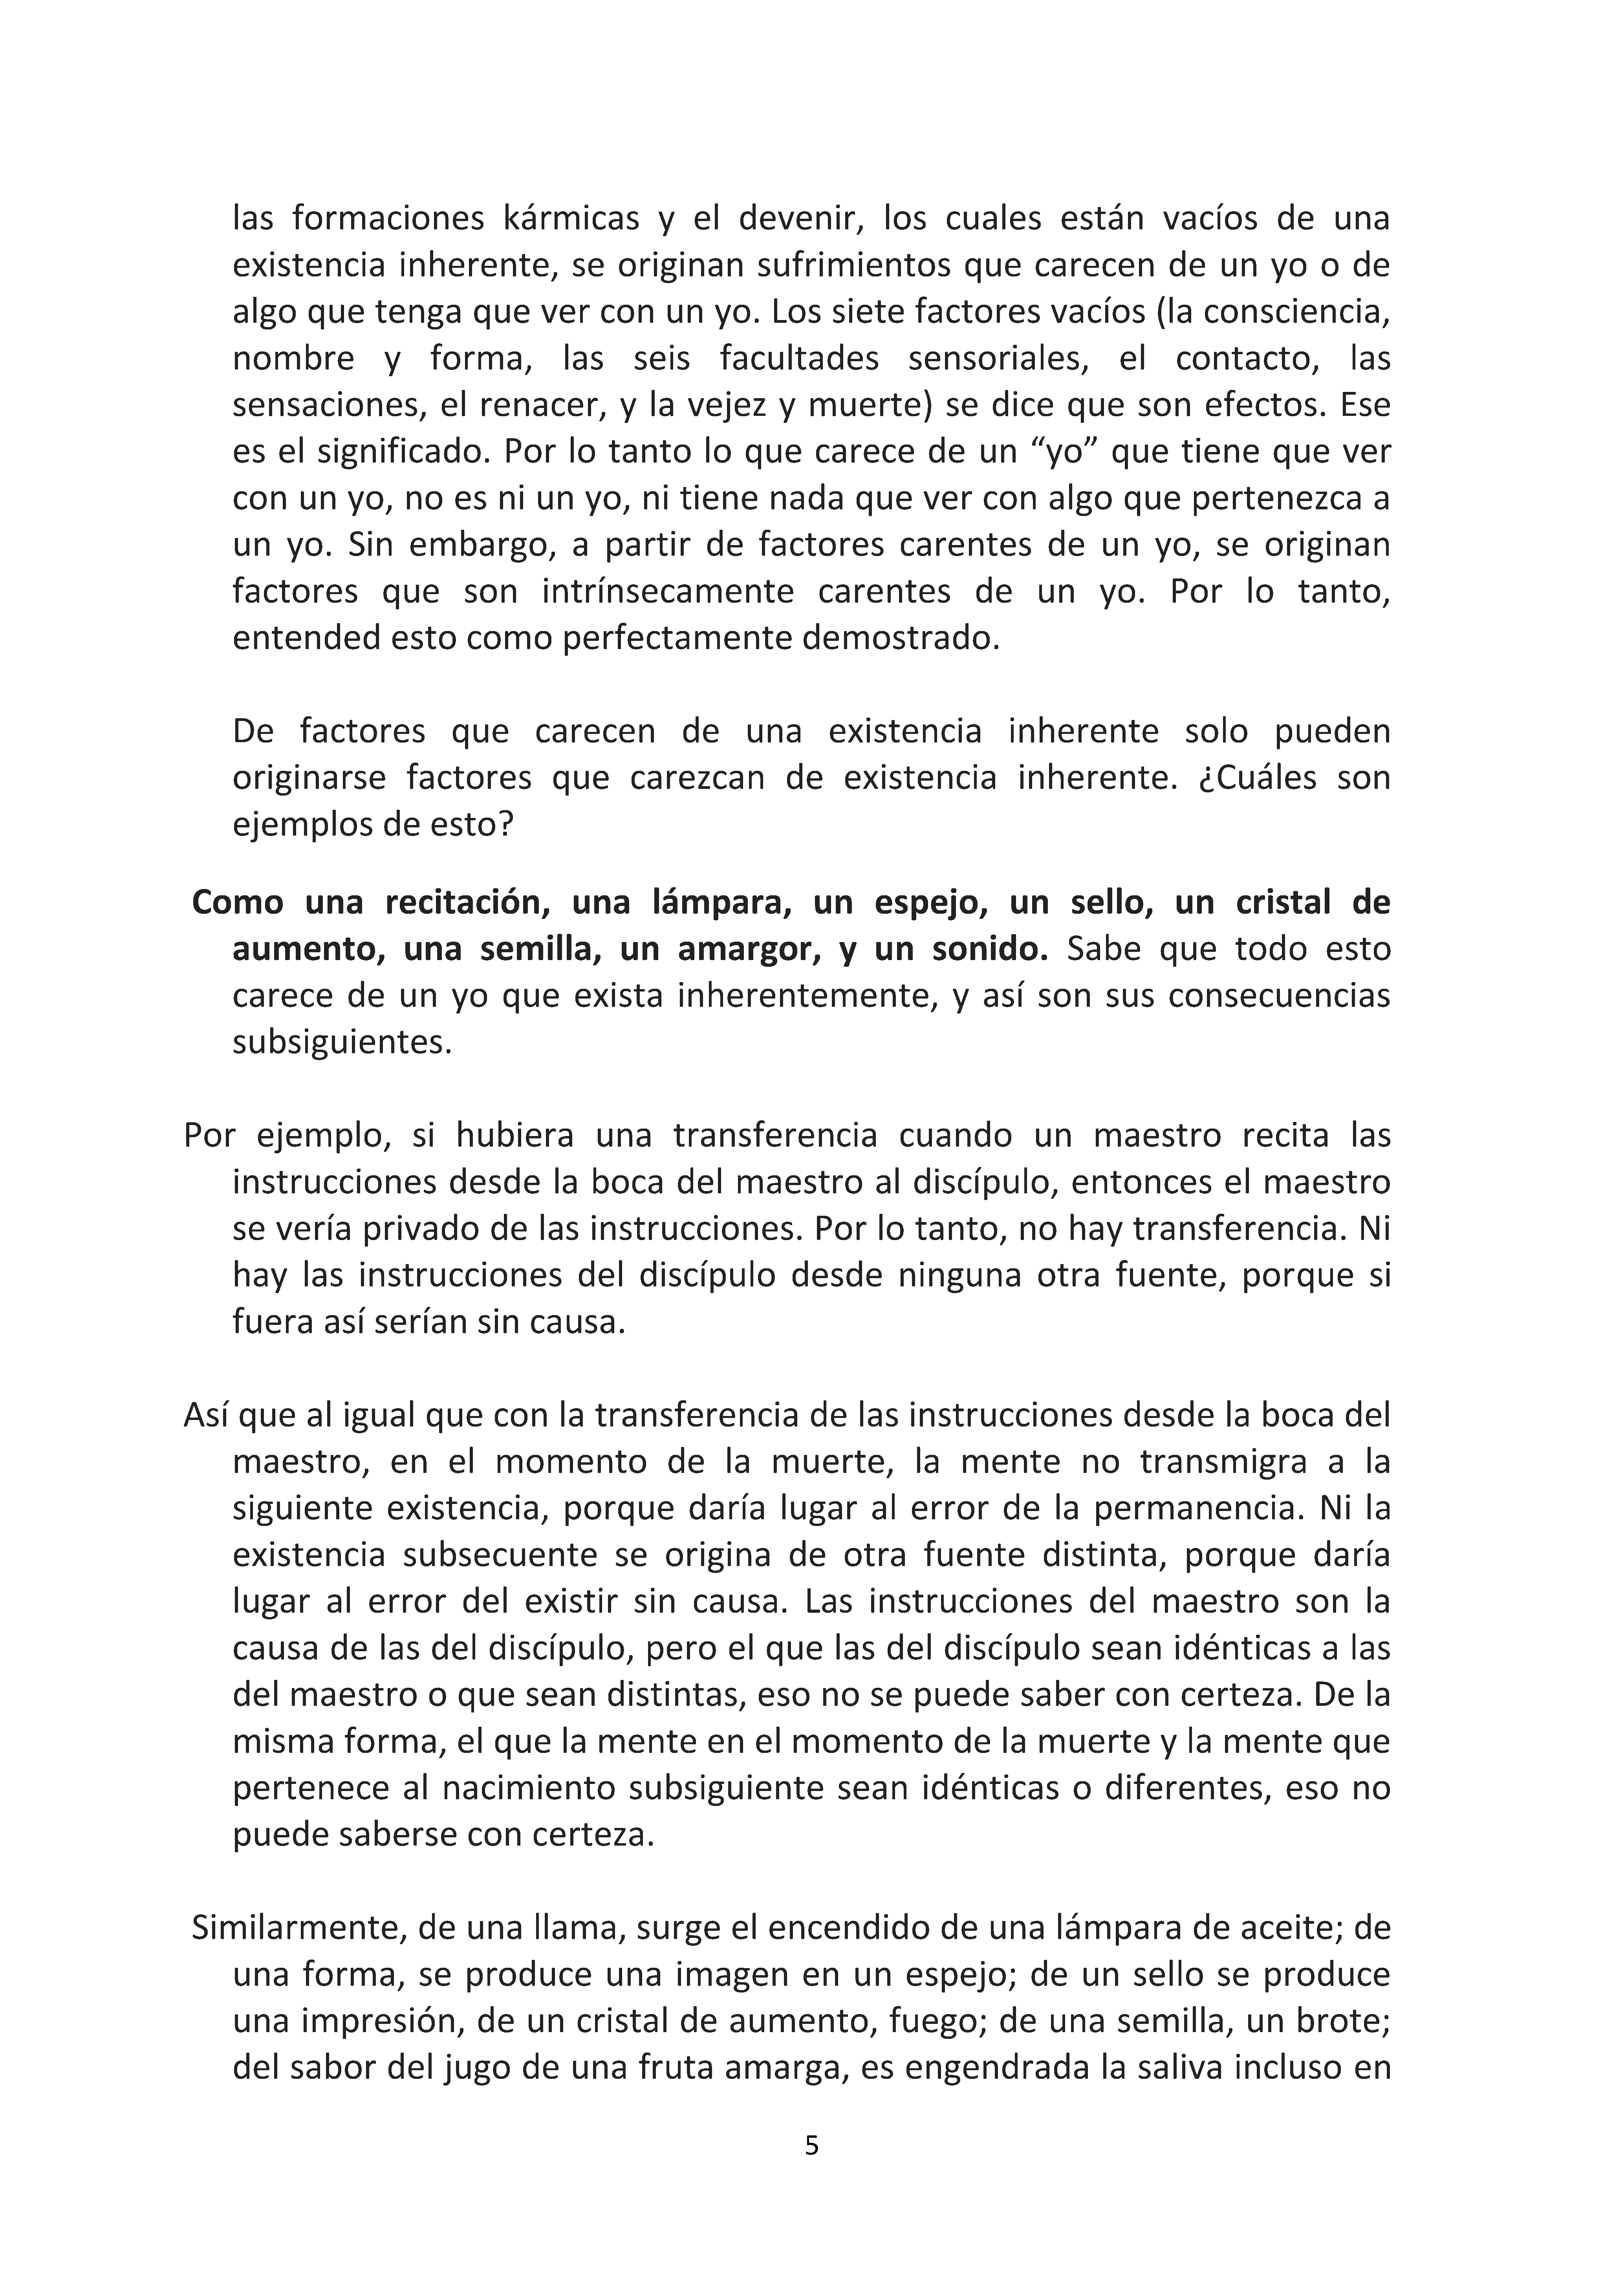 las formaciones kármicas y el devenir, los cuales están vacíos de una
existencia inherente, se originan sufrimientos que carecen de un yo o de
algo que tenga que ver con un yo. Los siete factores vacíos (la consciencia,
nombre y forma, las seis facultades sensoriales, el contacto, las
sensaciones, el renacer, y la vejez y muerte) se dice que son efectos. Ese
es el significado. Por lo tanto lo que carece de un “yo” que tiene que ver
con un yo, no es ni un yo, ni tiene nada que ver con algo que pertenezca a
un yo. Sin embargo, a partir de factores carentes de un yo, se originan
factores que son intrínsecamente carentes de un yo. Por lo tanto,
entended esto como perfectamente demostrado.
De factores que carecen de una existencia inherente solo pueden
originarse factores que carezcan de existencia inherente. ¿Cuáles son
ejemplos de esto?
Como una recitación, una lámpara, un espejo, un sello, un cristal de
aumento, una semilla, un amargor, y un sonido. Sabe que todo esto
carece de un yo que exista inherentemente, y así son sus consecuencias
subsiguientes.
Por ejemplo, si hubiera una transferencia cuando un maestro recita las
instrucciones desde la boca del maestro al discípulo, entonces el maestro
se vería privado de las instrucciones. Por lo tanto, no hay transferencia. Ni
hay las instrucciones del discípulo desde ninguna otra fuente, porque si
fuera así serían sin causa.
Así que al igual que con la transferencia de las instrucciones desde la boca del
maestro, en el momento de la muerte, la mente no transmigra a la
siguiente existencia, porque daría lugar al error de la permanencia. Ni la
existencia subsecuente se origina de otra fuente distinta, porque daría
lugar al error del existir sin causa. Las instrucciones del maestro son la
causa de las del discípulo, pero el que las del discípulo sean idénticas a las
del maestro o que sean distintas, eso no se puede saber con certeza. De la
misma forma, el que la mente en el momento de la muerte y la mente que
pertenece al nacimiento subsiguiente sean idénticas o diferentes, eso no
puede saberse con certeza.
Similarmente, de una llama, surge el encendido de una lámpara de aceite; de
una forma, se produce una imagen en un espejo; de un sello se produce
una impresión, de un cristal de aumento, fuego; de una semilla, un brote;
del sabor del jugo de una fruta amarga, es engendrada la saliva incluso en
5